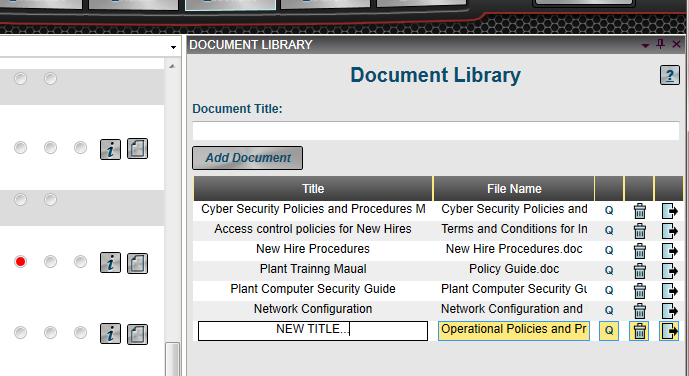 DOCUMENT LIBRARY
Document Library
?
Document Title:
Add Document
Title File Name
Cyber Security Policies and Procedures M Cyber Security Policies and Q
Access control policies for New Hires Terms and Conditions for In Q
i
New Hire Procedures New Hire Procedures.doc Q
Plant Trainng Maual Policy Guide.doc Q
i
Plant Computer Security Guide Plant Computer Security Gu Q
Network Configuration Network Configuration and Q
NEW TITLE... Operational Policies and Pr Q
i